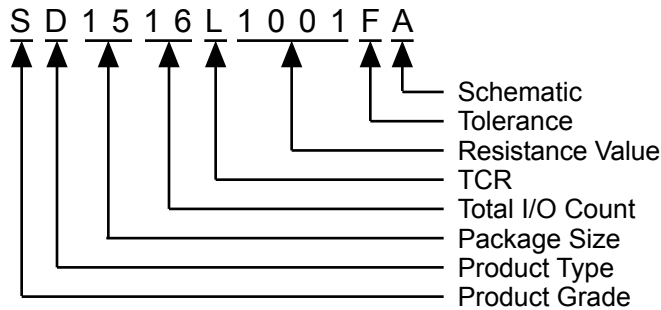 S D 1 5 1 6 L 1 0 0 1 F A
Schematic
Tolerance
Resistance Value
TCR
Total I/O Count
Package Size
Product Type
Product Grade